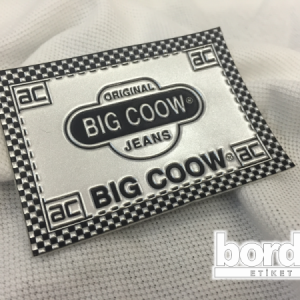 ac ac
ORIGINAL
BIG COOW®
JEANS
ac BIG COOW® ac
bord
ETİKET